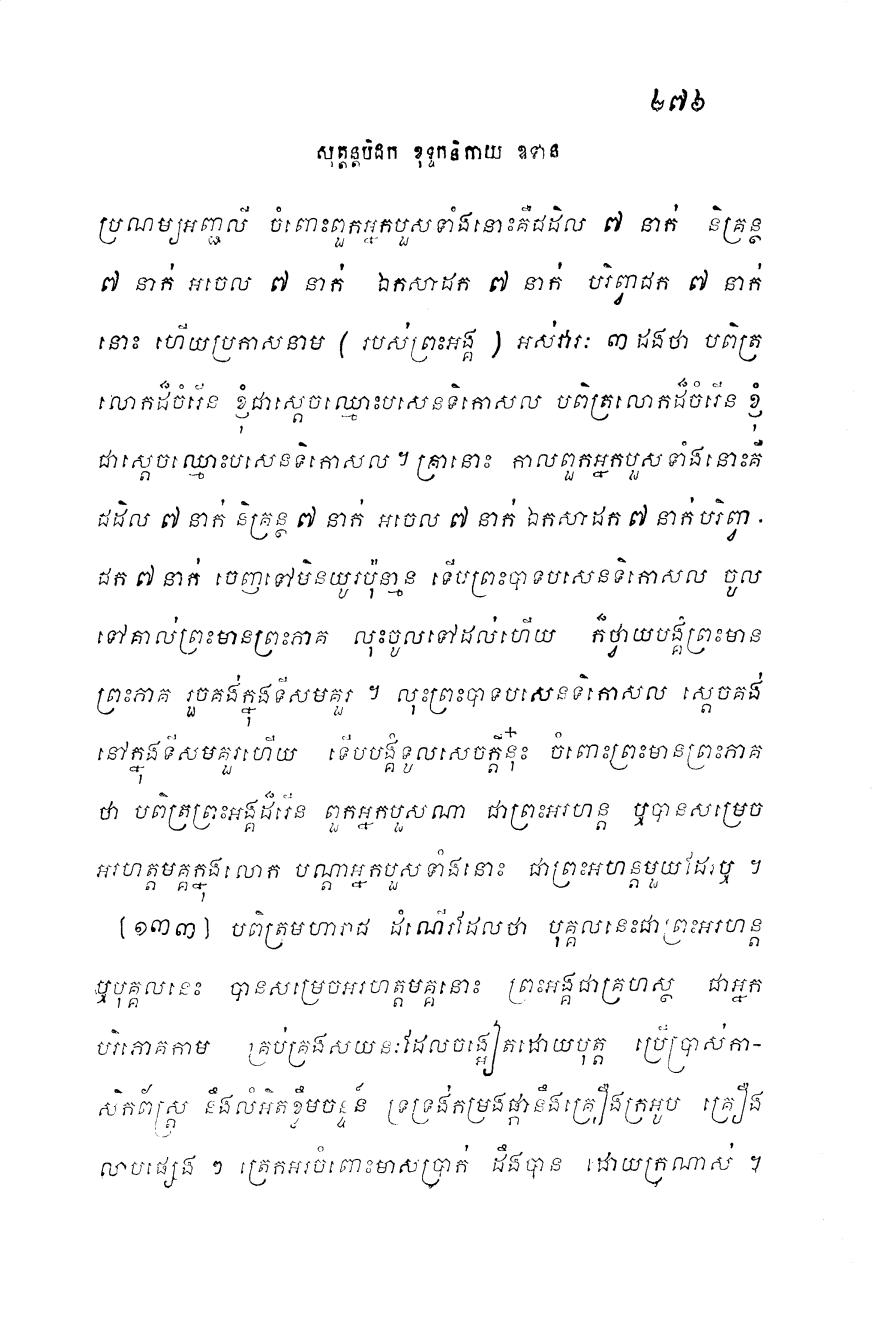 ២៧៦
សុត្តន្តបិដក ខុទ្ទកនិកាយ ឧទាន
ប្រណម្យអញ្ជលី ចំពោះពួកអ្នកបួសទាំងនោះគឺជដិល ៧ នាក់ និគ្រន្ថ
៧ នាក់ អចេល ៧ នាក់ ឯកសាដក ៧ នាក់ បរិព្វាជក ៧ នាក់
នោះ ហើយប្រកាសនាម ( របស់ព្រះអង្គ ) អស់វារៈ ៣ ដងថា បពិត្រ
លោកដ៏ចំរើន ខ្ញុំជាស្តេចឈ្មោះបសេនទិកោសល បពិត្រលោកដ៏ចំរើន ខ្ញុំ
ជាស្តេចឈ្មោះបសេនទិកោសល ។ គ្រានោះ កាលពួកអ្នកបួសទាំងនោះគឺ
ជដិល ៧ នាក់ និគ្រន្ថ ៧ នាក់ អចេល ៧ នាក់ ឯកសាដក ៧ នាក់ បរិព្វា-
ជក ៧ នាក់ ចេញទៅមិនយូរប៉ុន្មាន ទើបព្រះបាទបសេនទិកោសល ចូល
ទៅគាល់ព្រះមានព្រះភាគ លុះចូលទៅដល់ហើយ ក៏ថ្វាយបង្គំព្រះមាន
ព្រះភាគ រួចគង់ក្នុងទីសមគួរ ។ លុះព្រះបាទបសេនទិកោសល ស្តេចគង់
នៅក្នុងទីសមគួរហើយ ទើបបង្គំទូលសេចក្តីនុ៎ះ ចំពោះព្រះមានព្រះភាគ
ថា បពិត្រព្រះអង្គដ៏ចំរើន ពួកអ្នកបួសណា ជាព្រះអរហន្ត ឬបានសម្រេច
អរហត្តមគ្គក្នុងលោក បណ្តាអ្នកបួសទាំងនោះ ជាព្រះអរហន្តមួយដែរឬ ។
[១៣៣] បពិត្រមហារាជ ដំណើរដែលថា បុគ្គលនេះជាព្រះអរហន្ត
ឬបុគ្គលនេះ បានសម្រេចអរហត្តមគ្គនោះ ព្រះអង្គជាគ្រហស្ថ ជាអ្នក
បរិភោគកាម គ្រប់គ្រងសយនៈដែលចង្អៀតដោយបុត្ត ប្រើប្រាស់កា-
សិកព័ស្ត្រ នឹងលំអិតខ្លឹមចន្ទន៍ ទ្រទ្រង់កម្រងផ្កានឹងគ្រឿងក្រអូប គ្រឿង
លាបផ្សេង ៗ ត្រេកអរចំពោះមាសប្រាក់ ដឹងបាន ដោយក្រណាស់ ។